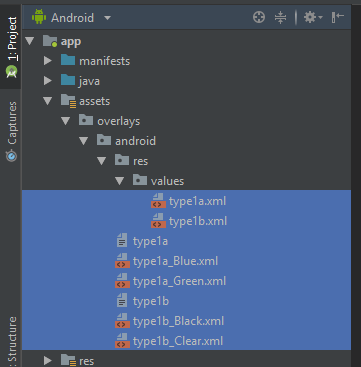 1: Project
Captures
: Structure
Android
app
manifests
java
assets
overlays
android
res
values
type1a.xml
type1b.xml
type1a
type1a_Blue.xml
type1a_Green.xml
type1b
type1b_Black.xml
type1b_Clear.xml
res